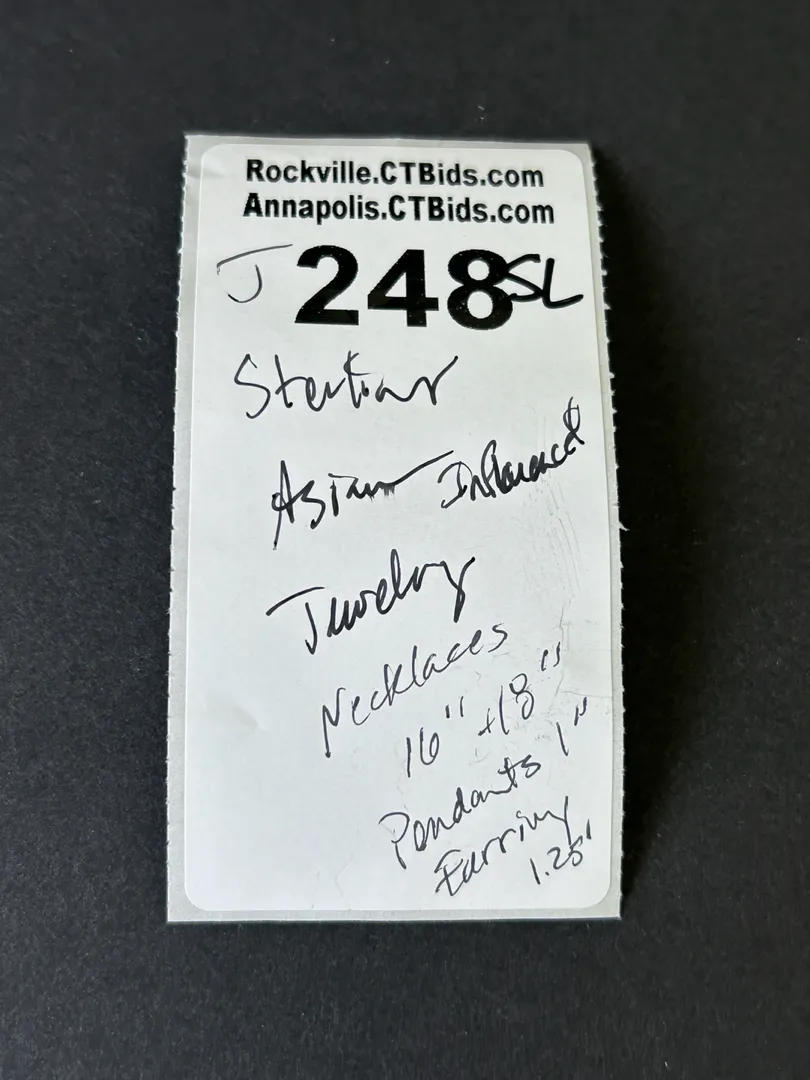 Rockville.CTBids.com
Annapolis.CTBids.com
J 248 SL
Sterling
Asian Influenced
Jewelry
Necklaces
16" + 18"
Pendants 1"
Earring
1.25"